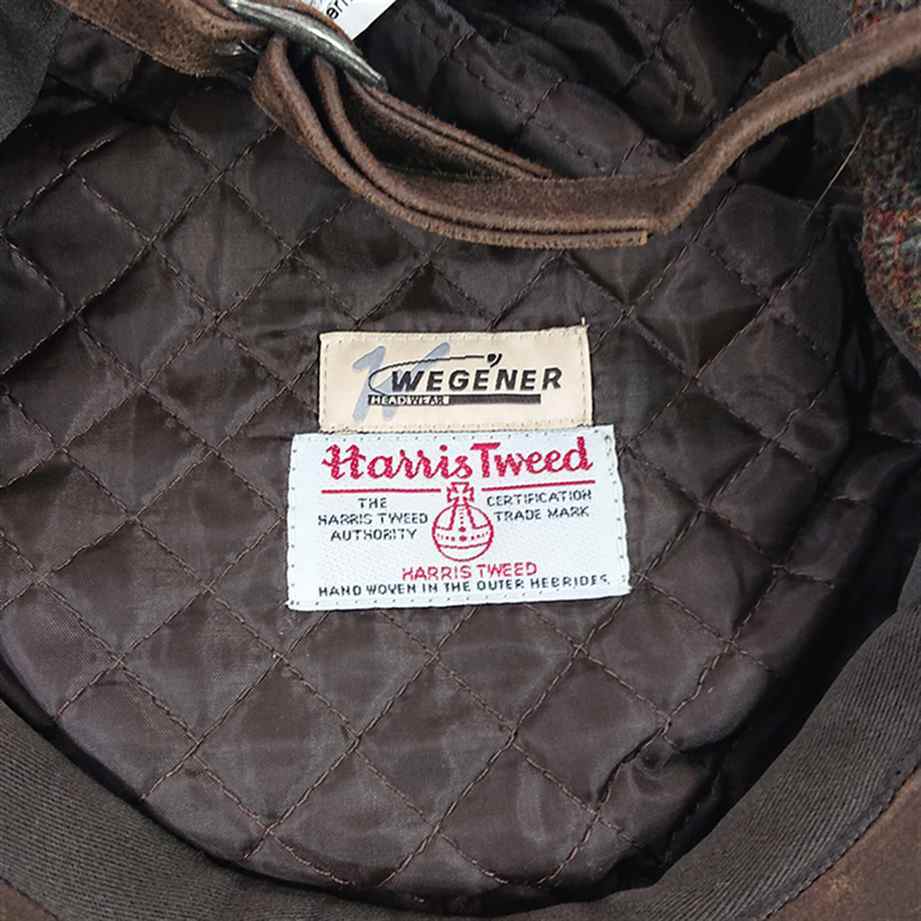 WEGENER
HEADWEAR
Harris Tweed
THE
HARRIS TWEED
AUTHORITY
CERTIFICATION
TRADE MARK
HARRIS TWEED
HAND WOVEN IN THE OUTER HEBRIDES.